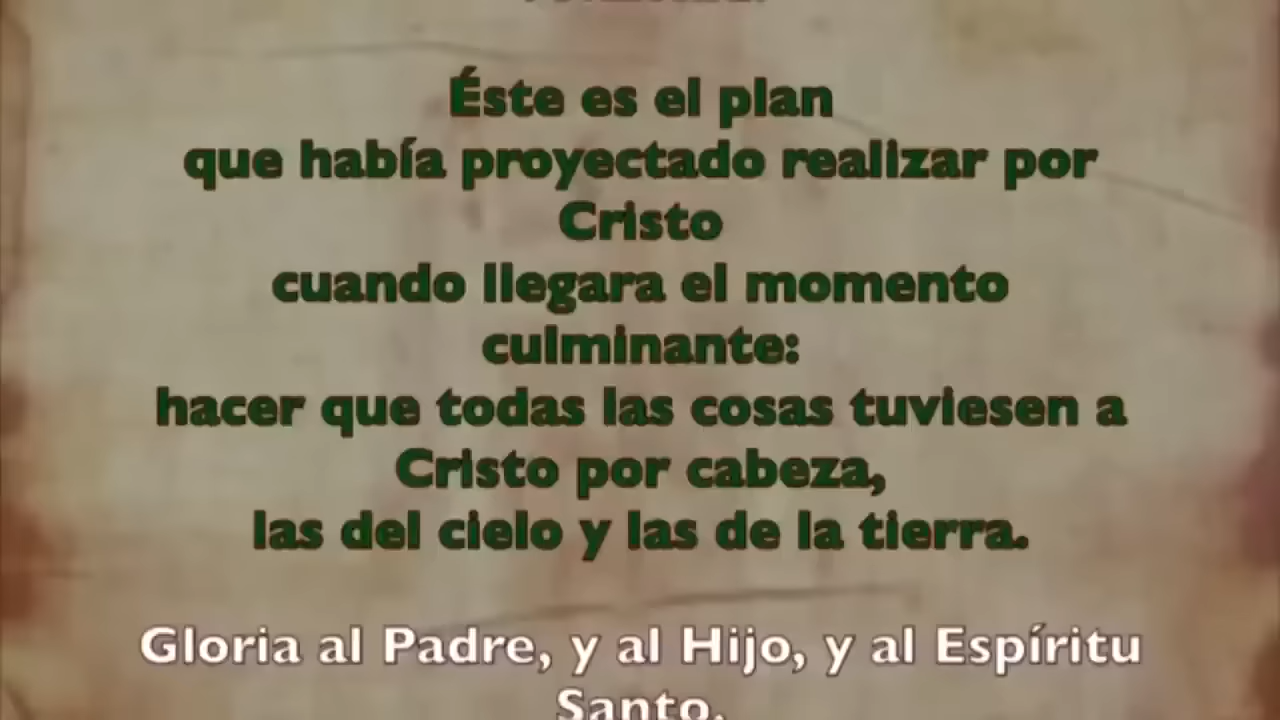 Éste es el plan
que había proyectado realizar por
Cristo
cuando llegara el momento
culminante:
hacer que todas las cosas tuviesen a
Cristo por cabeza,
las del cielo y las de la tierra.
Gloria al Padre, y al Hijo, y al Espíritu
Santo.